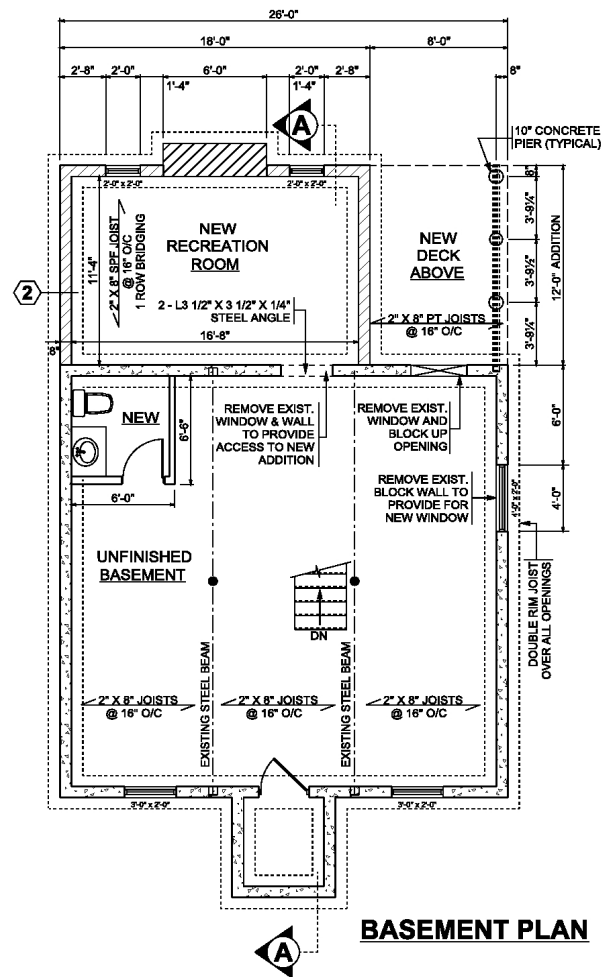 26'-0"
18'-0"
8'-0"
2'-8"
2'-0"
6'-0"
2'-0"
2'-8"
8"
1'-4"
1'-4"
A
10" CONCRETE
PIER (TYPICAL)
2'-0" x 2'-0"
2'-0" x 2'-0"
8"
3'-9¼"
3'-9½"
3'-9¼"
12'-0" ADDITION
NEW
RECREATION
ROOM
NEW
DECK
ABOVE
2
11'-4"
2" X 8" SPF JOIST
@ 16" O/C
1 ROW BRIDGING
2 - L3 1/2" X 3 1/2" X 1/4"
STEEL ANGLE
2" X 8" PT JOISTS
@ 16" O/C
16'-8"
8"
NEW
6'-6"
6'-0"
REMOVE EXIST.
WINDOW & WALL
TO PROVIDE
ACCESS TO NEW
ADDITION
REMOVE EXIST.
WINDOW AND
BLOCK UP
OPENING
6'-0"
REMOVE EXIST.
BLOCK WALL TO
PROVIDE FOR
NEW WINDOW
4'-0" x 2'-0"
4'-0"
UNFINISHED
BASEMENT
DN
DOUBLE RIM JOIST
OVER ALL OPENINGS
EXISTING STEEL BEAM
EXISTING STEEL BEAM
2" X 8" JOISTS
@ 16" O/C
2" X 8" JOISTS
@ 16" O/C
2" X 8" JOISTS
@ 16" O/C
3'-0" x 2'-0"
3'-0" x 2'-0"
A
BASEMENT PLAN